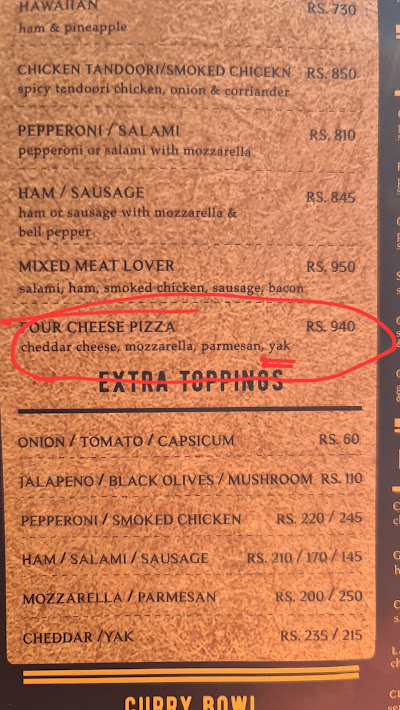 HAWAIIAN RS. 730
ham & pineapple
CHICKEN TANDOORI/SMOKED CHICEKN RS. 850
spicy tandoori chicken, onion & corriander
PEPPERONI / SALAMI RS. 810
pepperoni or salami with mozzarella
HAM / SAUSAGE RS. 845
ham or sausage with mozzarella &
bell pepper
MIXED MEAT LOVER RS. 950
salami, ham, smoked chicken, sausage, bacon
FOUR CHEESE PIZZA RS. 940
cheddar cheese, mozzarella, parmesan, yak
EXTRA TOPPINGS
ONION / TOMATO / CAPSICUM RS. 60
JALAPENO / BLACK OLIVES / MUSHROOM RS. 110
PEPPERONI / SMOKED CHICKEN RS. 220 / 245
HAM / SALAMI / SAUSAGE RS. 210 / 170 / 145
MOZZARELLA / PARMESAN RS. 200 / 250
CHEDDAR /YAK RS. 235 / 215
CURRY BOWL